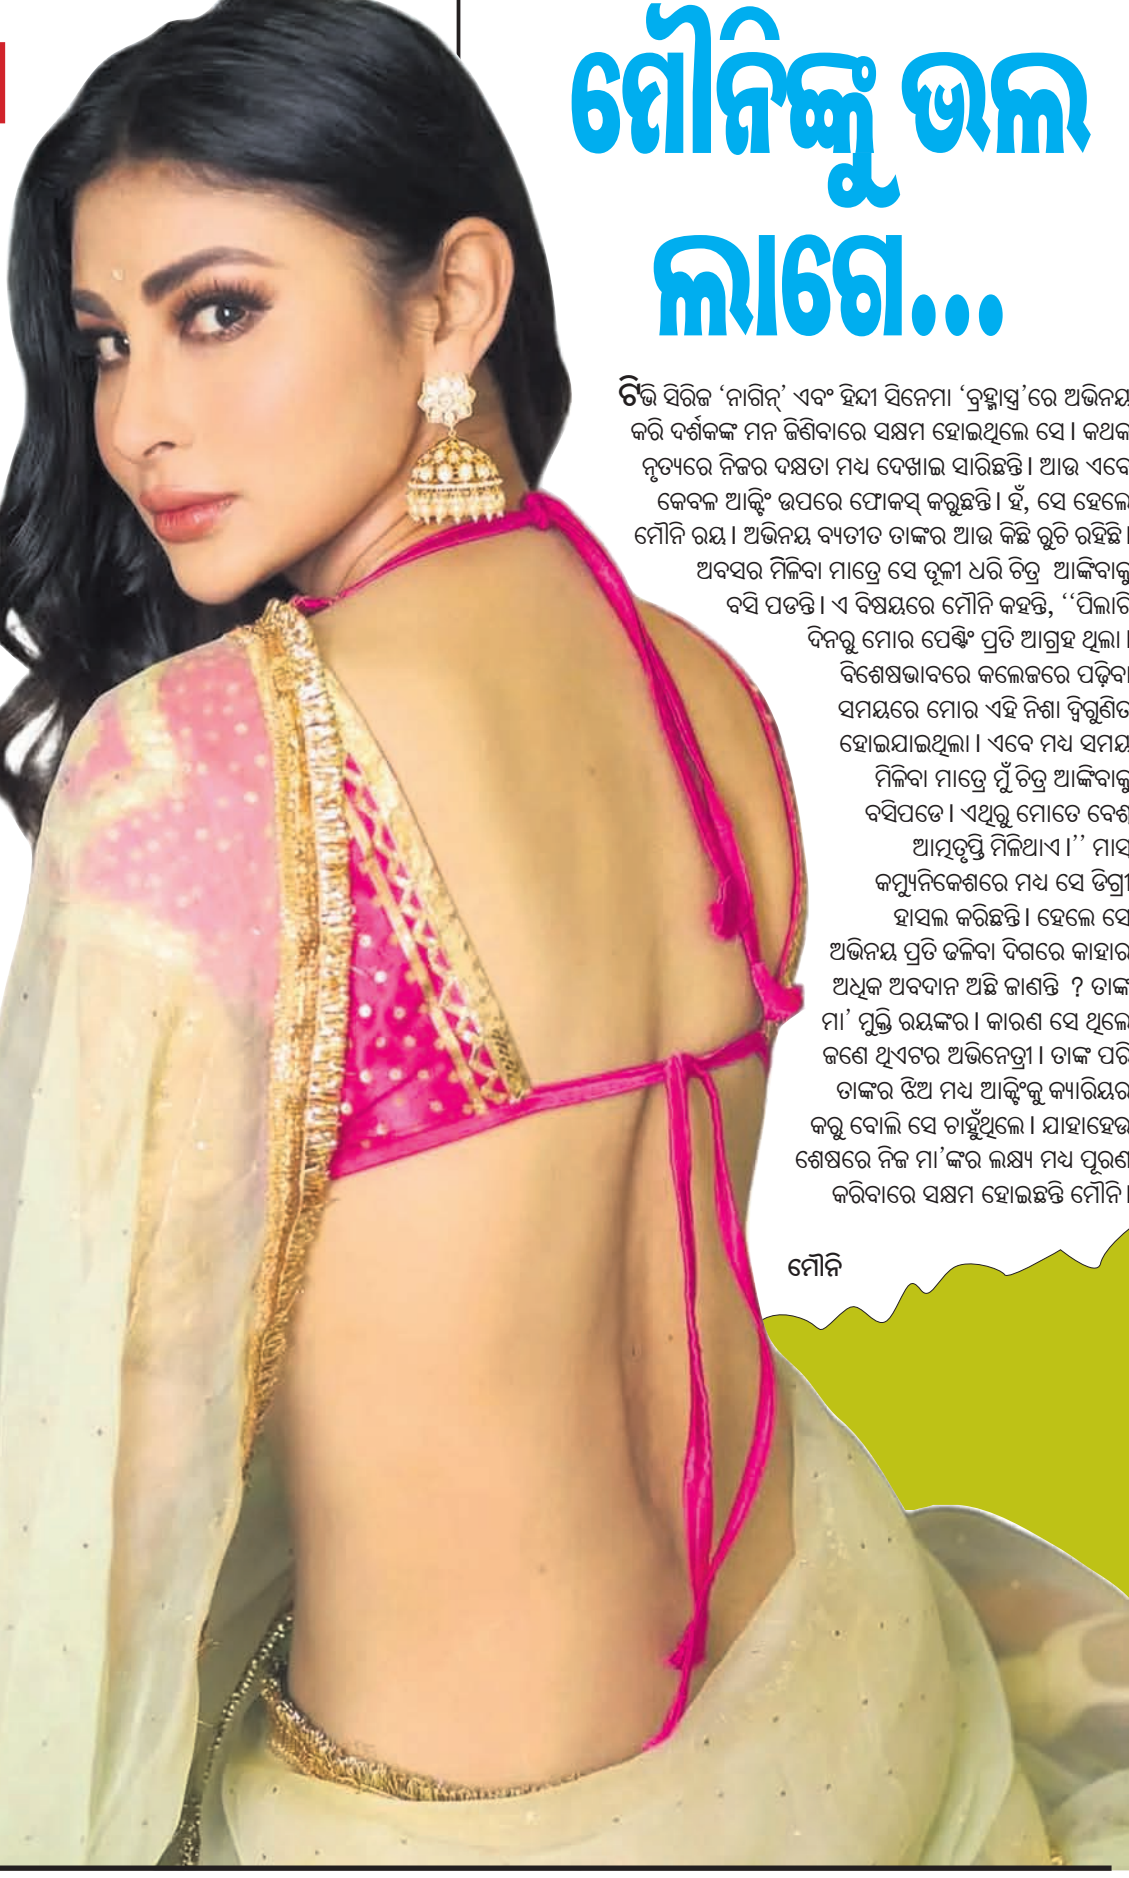 ମୌନିଙ୍କୁ ଭଲ
ଲାଗେ...
ଟିଭି ସିରିଜ ‘ନାଗିନ୍’ ଏବଂ ହିନ୍ଦୀ ସିନେମା ‘ବ୍ରହ୍ମାସ୍ତ୍ର’ରେ ଅଭିନୟ
କରି ଦର୍ଶକଙ୍କ ମନ ଜିଣିବାରେ ସକ୍ଷମ ହୋଇଥିଲେ ସେ । କଥକ
ନୃତ୍ୟରେ ନିଜର ଦକ୍ଷତା ମଧ୍ୟ ଦେଖାଇ ସାରିଛନ୍ତି । ଆଉ ଏବେ
କେବଳ ଆକ୍ଟିଂ ଉପରେ ଫୋକସ୍ କରୁଛନ୍ତି । ହଁ, ସେ ହେଲେ
ମୌନି ରୟ । ଅଭିନୟ ବ୍ୟତୀତ ତାଙ୍କର ଆଉ କିଛି ରୁଚି ରହିଛି ।
ଅବସର ମିଳିବା ମାତ୍ରେ ସେ ତୂଳୀ ଧରି ଚିତ୍ର ଆଙ୍କିବାକୁ
ବସି ପଡନ୍ତି । ଏ ବିଷୟରେ ମୌନି କହନ୍ତି, ‘‘ପିଲାଟି
ଦିନରୁ ମୋର ପେଣ୍ଟିଂ ପ୍ରତି ଆଗ୍ରହ ଥିଲା ।
ବିଶେଷଭାବରେ କଲେଜରେ ପଢ଼ିବା
ସମୟରେ ମୋର ଏହି ନିଶା ଦ୍ୱିଗୁଣିତ
ହୋଇଯାଇଥିଲା । ଏବେ ମଧ୍ୟ ସମୟ
ମିଳିବା ମାତ୍ରେ ମୁଁ ଚିତ୍ର ଆଙ୍କିବାକୁ
ବସିପଡେ । ଏଥିରୁ ମୋତେ ବେଶ୍
ଆତ୍ମତୃପ୍ତି ମିଳିଥାଏ ।’’ ମାସ୍
କମ୍ୟୁନିକେଶରେ ମଧ୍ୟ ସେ ଡିଗ୍ରୀ
ହାସଲ କରିଛନ୍ତି । ହେଲେ ସେ
ଅଭିନୟ ପ୍ରତି ଢଳିବା ଦିଗରେ କାହାର
ଅଧିକ ଅବଦାନ ଅଛି ଜାଣନ୍ତି ? ତାଙ୍କ
ମା’ ମୁକ୍ତି ରୟଙ୍କର । କାରଣ ସେ ଥିଲେ
ଜଣେ ଥିଏଟର ଅଭିନେତ୍ରୀ । ତାଙ୍କ ପରି
ତାଙ୍କର ଝିଅ ମଧ୍ୟ ଆକ୍ଟିଂକୁ କ୍ୟାରିୟର
କରୁ ବୋଲି ସେ ଚାହୁଁଥିଲେ । ଯାହାହେଉ
ଶେଷରେ ନିଜ ମା’ଙ୍କର ଲକ୍ଷ୍ୟ ମଧ୍ୟ ପୂରଣ
କରିବାରେ ସକ୍ଷମ ହୋଇଛନ୍ତି ମୌନି ।
ମୌନି